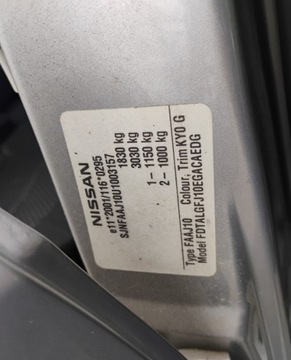 NISSAN
e11*2001/116*0295
SJNFAAJ10U1003157
1830 kg
3030 kg
1- 1150 kg
2- 1000 kg
Type FAAJ10 Colour, Trim KY0 G
Model FDTALGFJ10EGACAEDG